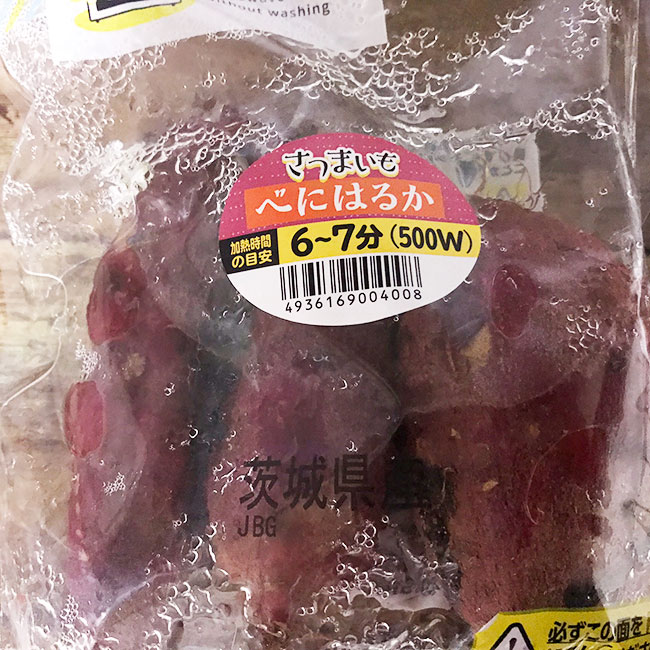 without washing
さつまいも
べにはるか
加熱時間
の目安
6~7分(500W)
4936169004008
茨城県産
JBG
必ずこの面を